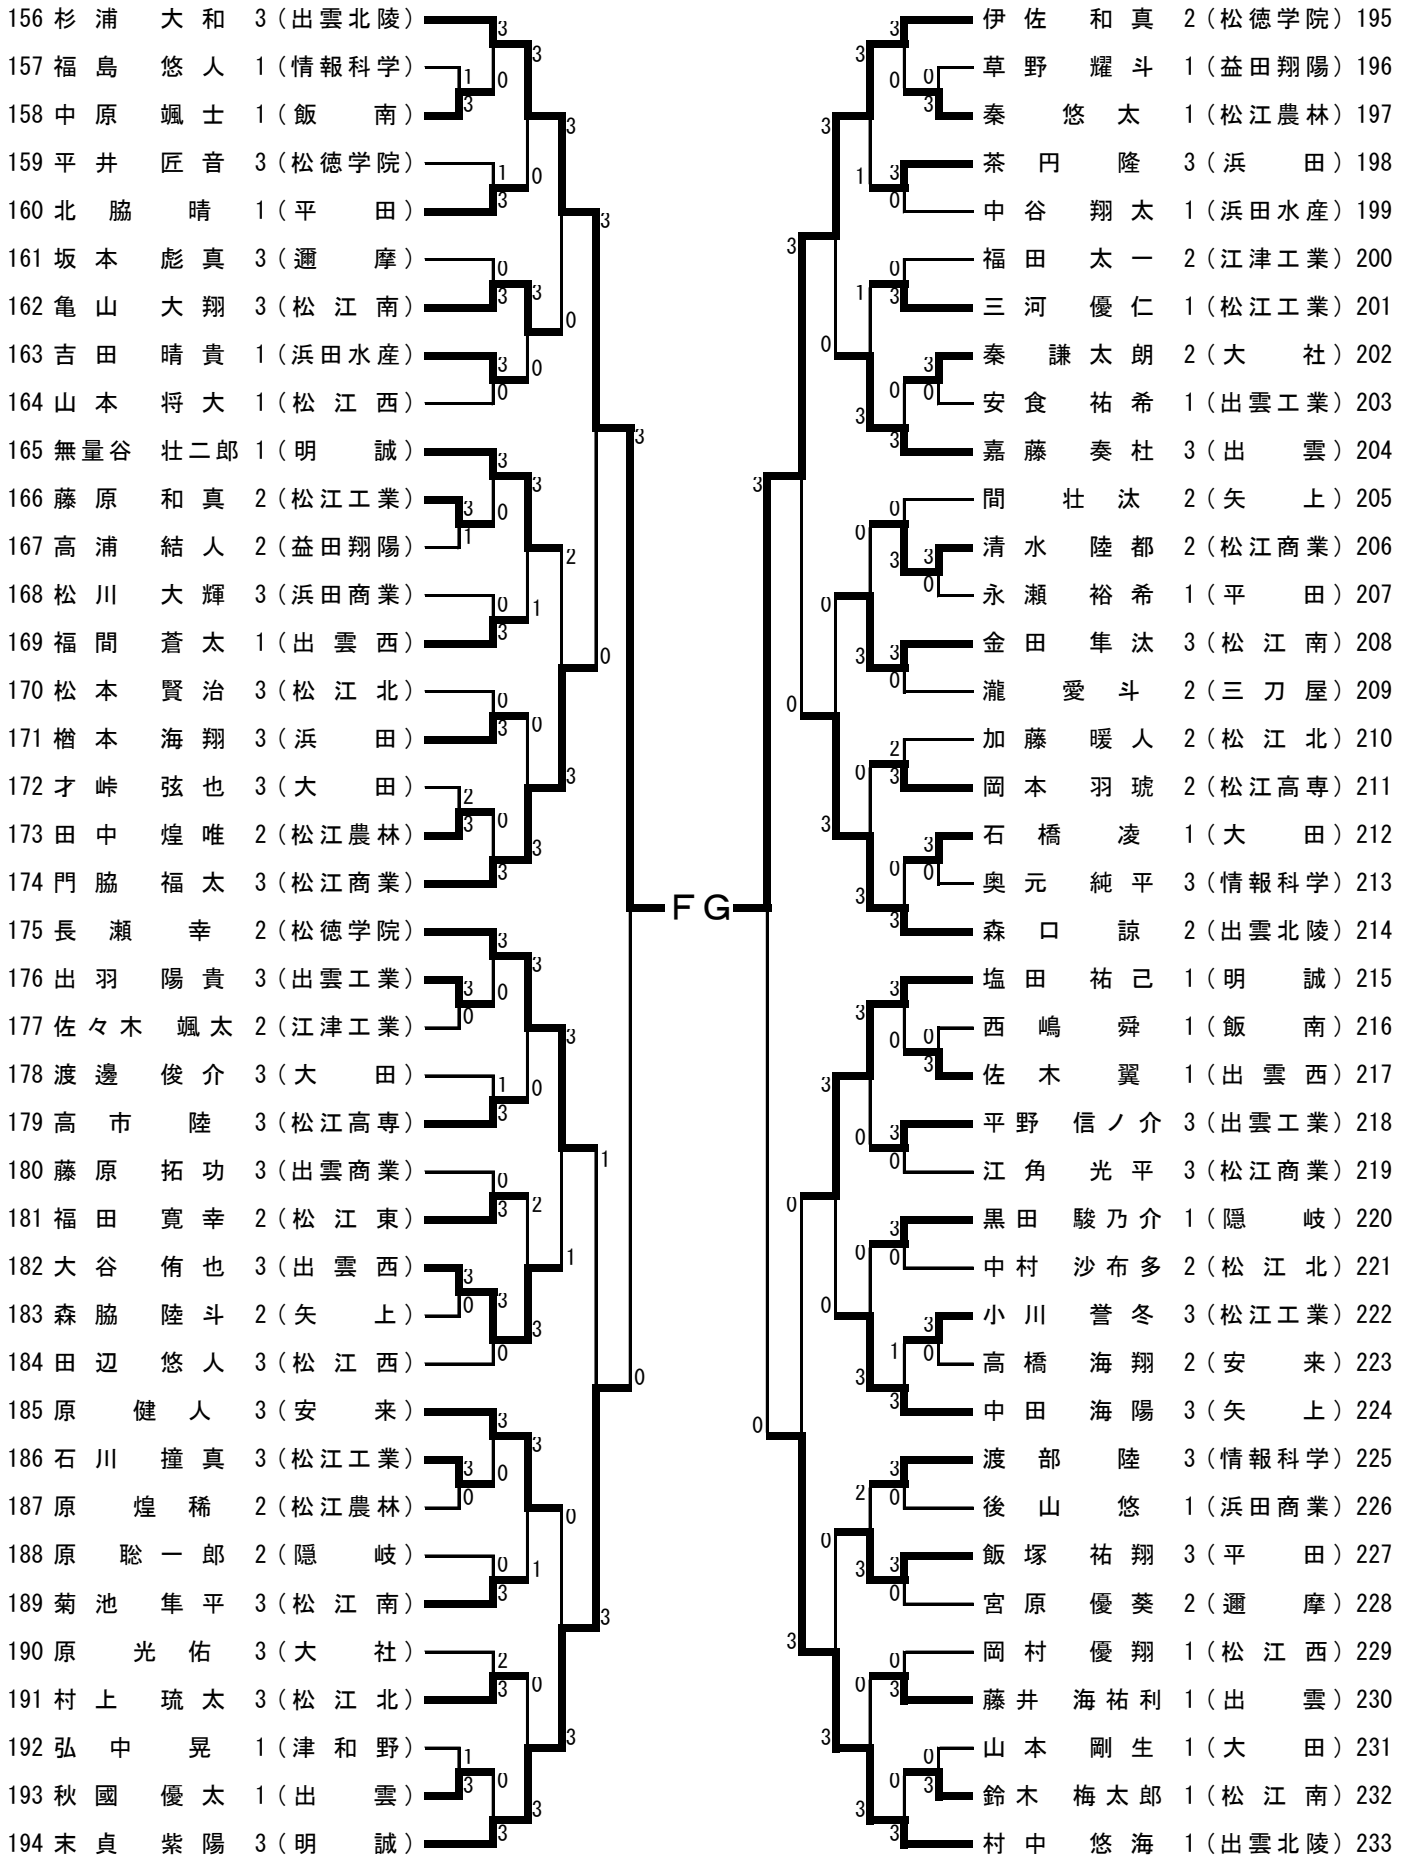 156 杉浦 大和 3 (出雲北陵)
157 福島 悠人 1 (情報科学)
158 中原 颯士 1 (飯南)
159 平井 匠音 3 (松徳学院)
160 北脇 晴 1 (平田)
161 坂本 彪真 3 (邇摩)
162 亀山 大翔 3 (松江南)
163 吉田 晴貴 1 (浜田水産)
164 山本 将大 1 (松江西)
165 無量谷 壮二郎 1 (明誠)
166 藤原 和真 2 (松江工業)
167 高浦 結人 2 (益田翔陽)
168 松川 大輝 3 (浜田商業)
169 福間 蒼太 1 (出雲西)
170 松本 賢治 3 (松江北)
171 楢本 海翔 3 (浜田)
172 才峠 弦也 3 (大田)
173 田中 煌唯 2 (松江農林)
174 門脇 福太 3 (松江商業)
175 長瀬 幸 2 (松徳学院)
176 出羽 陽貴 3 (出雲工業)
177 佐々木 颯太 2 (江津工業)
178 渡邊 俊介 3 (大田)
179 高市 陸 3 (松江高専)
180 藤原 拓功 3 (出雲商業)
181 福田 寛幸 2 (松江東)
182 大谷 侑也 3 (出雲西)
183 森脇 陸斗 2 (矢上)
184 田辺 悠人 3 (松江西)
185 原 健人 3 (安来)
186 石川 撞真 3 (松江工業)
187 原 煌稀 2 (松江農林)
188 原 聡一郎 2 (隠岐)
189 菊池 隼平 3 (松江南)
190 原 光佑 3 (大社)
191 村上 琉太 3 (松江北)
192 弘中 晃 1 (津和野)
193 秋國 優太 1 (出雲)
194 末貞 紫陽 3 (明誠)
FG
伊佐 和真 2 (松徳学院) 195
草野 耀斗 1 (益田翔陽) 196
秦 悠太 1 (松江農林) 197
茶円 隆 3 (浜田) 198
中谷 翔太 1 (浜田水産) 199
福田 太一 2 (江津工業) 200
三河 優仁 1 (松江工業) 201
秦 謙太朗 2 (大社) 202
安食 祐希 1 (出雲工業) 203
嘉藤 奏杜 3 (出雲) 204
間 壮汰 2 (矢上) 205
清水 陸都 2 (松江商業) 206
永瀬 裕希 1 (平田) 207
金田 隼汰 3 (松江南) 208
瀧 愛斗 2 (三刀屋) 209
加藤 暖人 2 (松江北) 210
岡本 羽琥 2 (松江高専) 211
石橋 凌 1 (大田) 212
奥元 純平 3 (情報科学) 213
森口 諒 2 (出雲北陵) 214
塩田 祐己 1 (明誠) 215
西嶋 舜 1 (飯南) 216
佐木 翼 1 (出雲西) 217
平野 信ノ介 3 (出雲工業) 218
江角 光平 3 (松江商業) 219
黒田 駿乃介 1 (隠岐) 220
中村 沙布多 2 (松江北) 221
小川 誉冬 3 (松江工業) 222
高橋 海翔 2 (安来) 223
中田 海陽 3 (矢上) 224
渡部 陸 3 (情報科学) 225
後山 悠 1 (浜田商業) 226
飯塚 祐翔 3 (平田) 227
宮原 優葵 2 (邇摩) 228
岡村 優翔 1 (松江西) 229
藤井 海祐利 1 (出雲) 230
山本 剛生 1 (大田) 231
鈴木 梅太郎 1 (松江南) 232
村中 悠海 1 (出雲北陵) 233